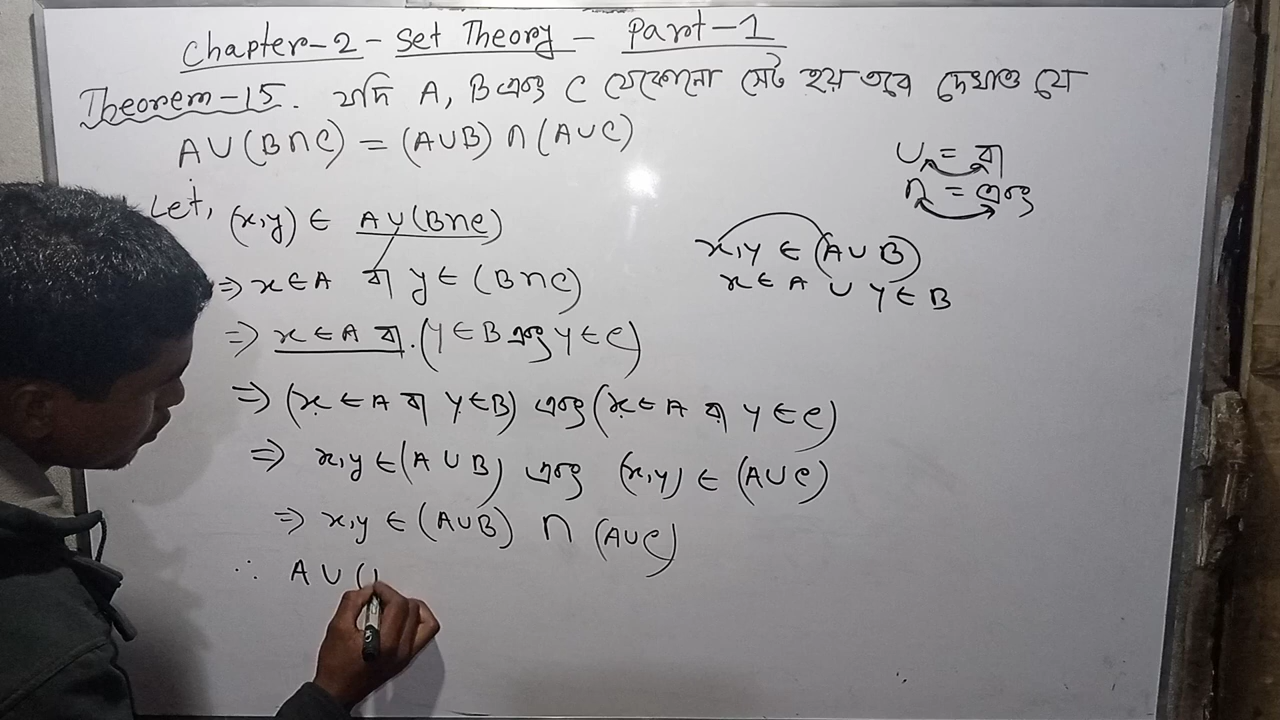 Chapter-2 - Set Theory - Part-1
Theorem-15. যদি A, B এবং C যেকোনো সেট হয় তবে দেখাও যে
A∪(B∩C) = (A∪B)∩(A∪C)
Let, (x,y) ∈ A∪(B∩C)
⇒ x∈A বা y∈(B∩C)
⇒ x∈A বা (y∈B এবং y∈C)
⇒ (x∈A বা y∈B) এবং (x∈A বা y∈C)
⇒ x,y ∈ (A∪B) এবং (x,y) ∈ (A∪C)
⇒ x,y ∈ (A∪B) ∩ (A∪C)
∴ A∪(
∪ = বা
∩ = এবং
x,y ∈ (A∪B)
x∈A ∪ y∈B